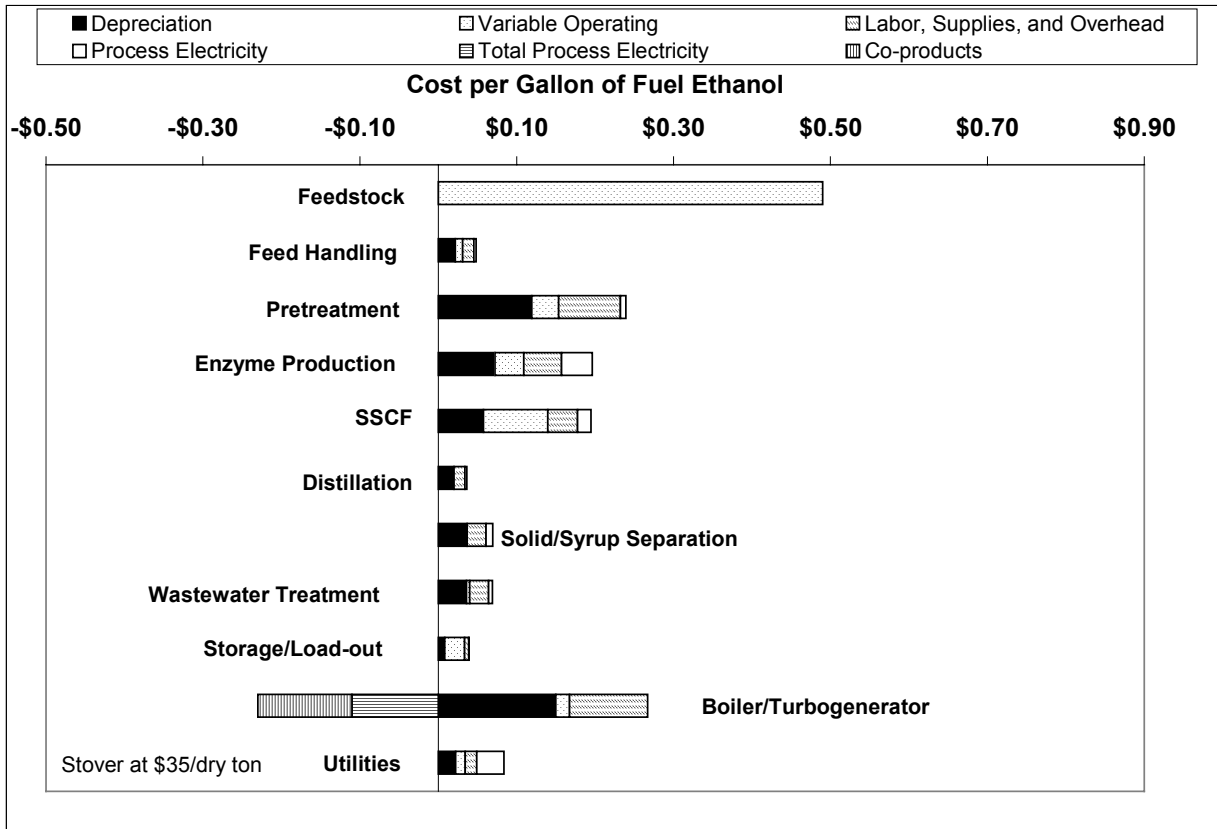 Depreciation Variable Operating Labor, Supplies, and Overhead
Process Electricity Total Process Electricity Co-products
Cost per Gallon of Fuel Ethanol
-$0.50 -$0.30 -$0.10 $0.10 $0.30 $0.50 $0.70 $0.90
Feedstock
Feed Handling
Pretreatment
Enzyme Production
SSCF
Distillation
Solid/Syrup Separation
Wastewater Treatment
Storage/Load-out
Boiler/Turbogenerator
Stover at $35/dry ton Utilities